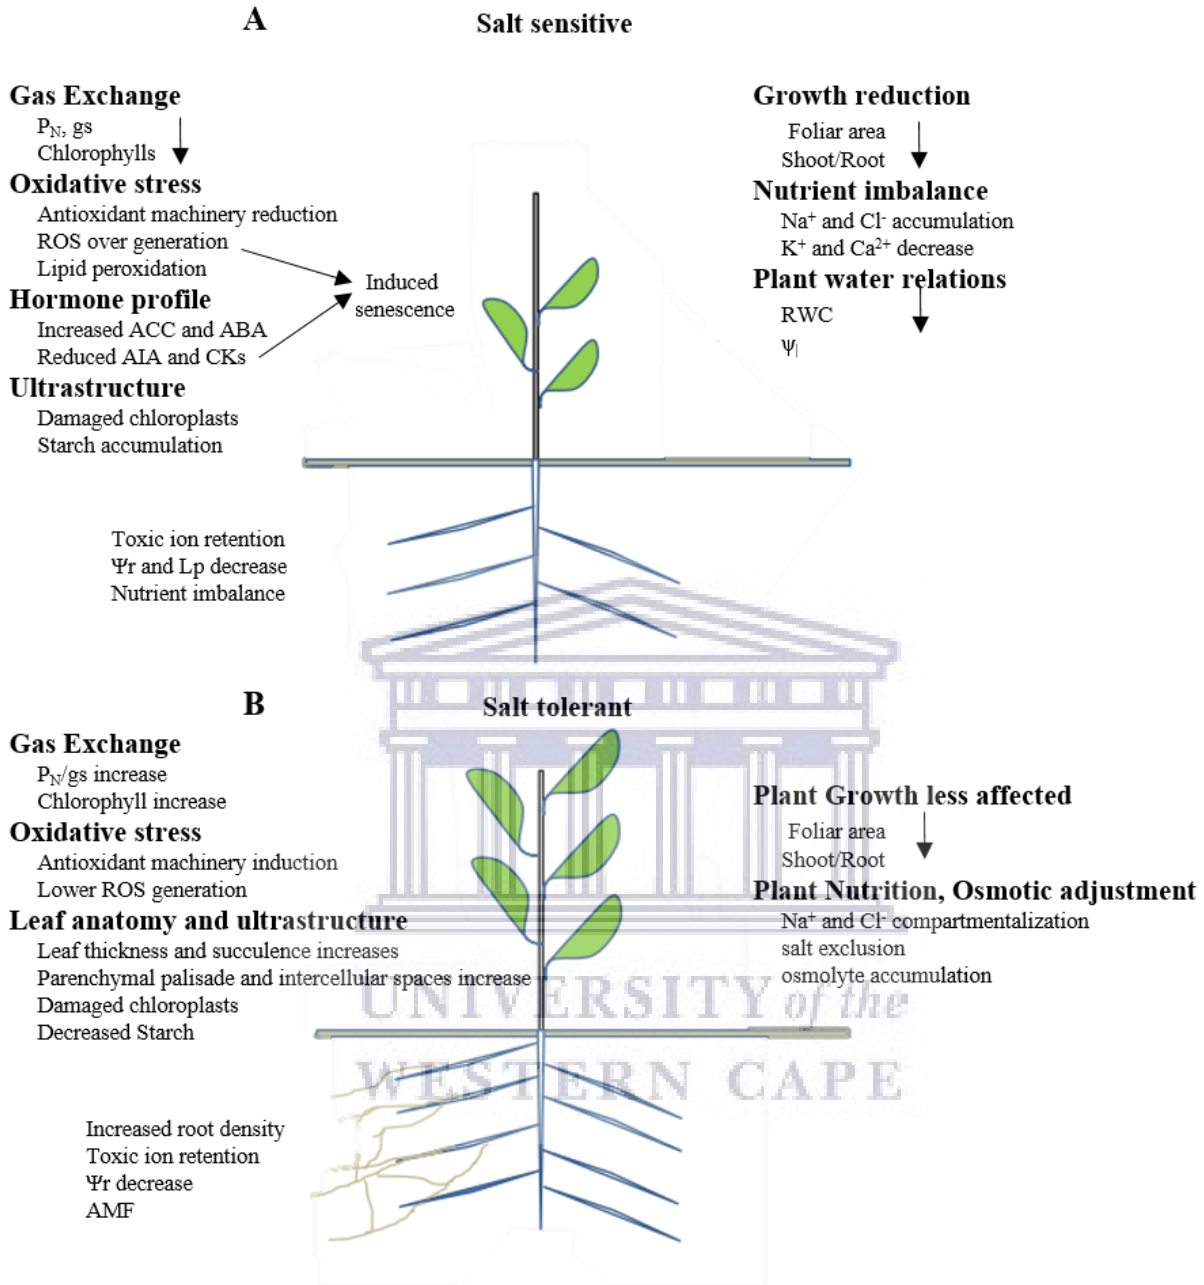 A
Salt sensitive
Gas Exchange
P_N, gs
Chlorophylls
Oxidative stress
Antioxidant machinery reduction
ROS over generation
Lipid peroxidation
Hormone profile
Increased ACC and ABA
Reduced AIA and CKs
Ultrastructure
Damaged chloroplasts
Starch accumulation
Induced
senescence
Growth reduction
Foliar area
Shoot/Root
Nutrient imbalance
Na⁺ and Cl⁻ accumulation
K⁺ and Ca²⁺ decrease
Plant water relations
RWC
Ψₗ
Toxic ion retention
Ψr and Lp decrease
Nutrient imbalance
B
Salt tolerant
Gas Exchange
P_N/gs increase
Chlorophyll increase
Oxidative stress
Antioxidant machinery induction
Lower ROS generation
Leaf anatomy and ultrastructure
Leaf thickness and succulence increases
Parenchymal palisade and intercellular spaces increase
Damaged chloroplasts
Decreased Starch
Plant Growth less affected
Foliar area
Shoot/Root
Plant Nutrition, Osmotic adjustment
Na⁺ and Cl⁻ compartmentalization
salt exclusion
osmolyte accumulation
Increased root density
Toxic ion retention
Ψr decrease
AMF
UNIVERSITY of the
WESTERN CAPE